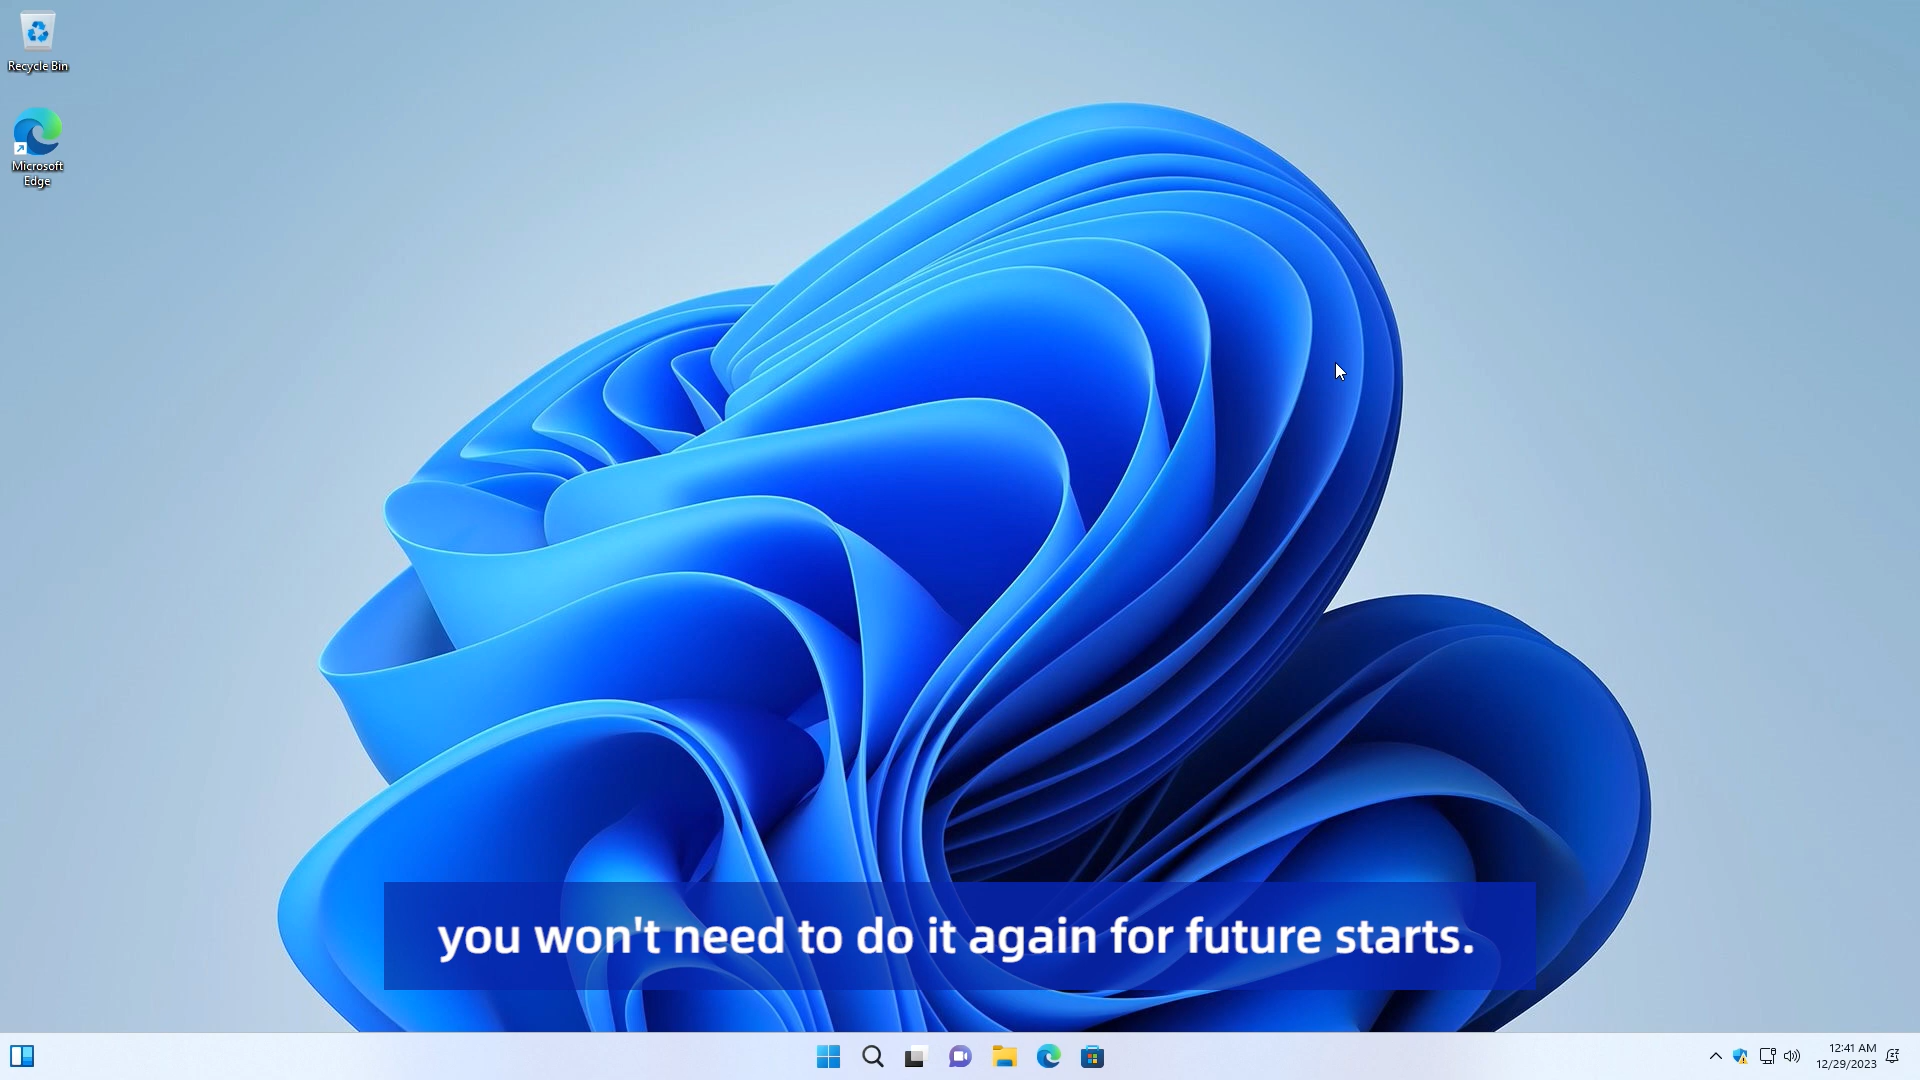 Recycle Bin
Microsoft
Edge
you won't need to do it again for future starts.
12:41 AM
12/29/2023